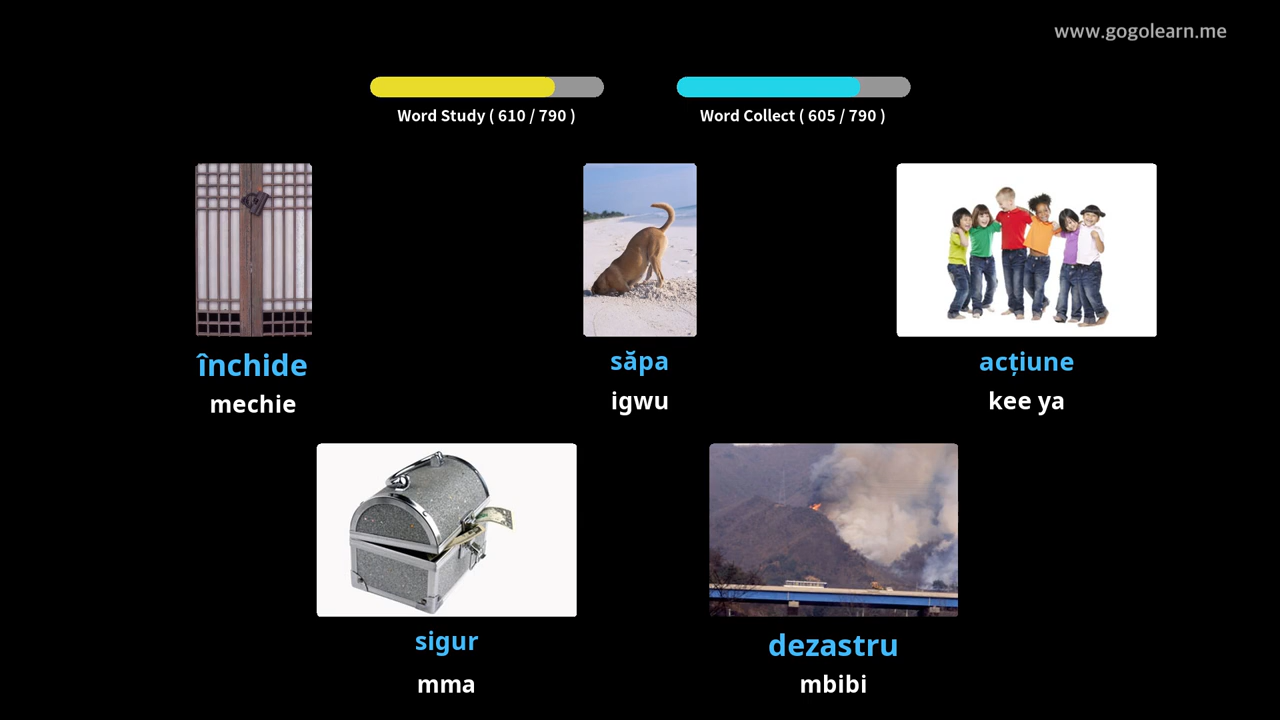 www.gogolearn.me
Word Study ( 610 / 790 )
Word Collect ( 605 / 790 )
închide
mechie
săpa
igwu
acțiune
kee ya
sigur
mma
dezastru
mbibi